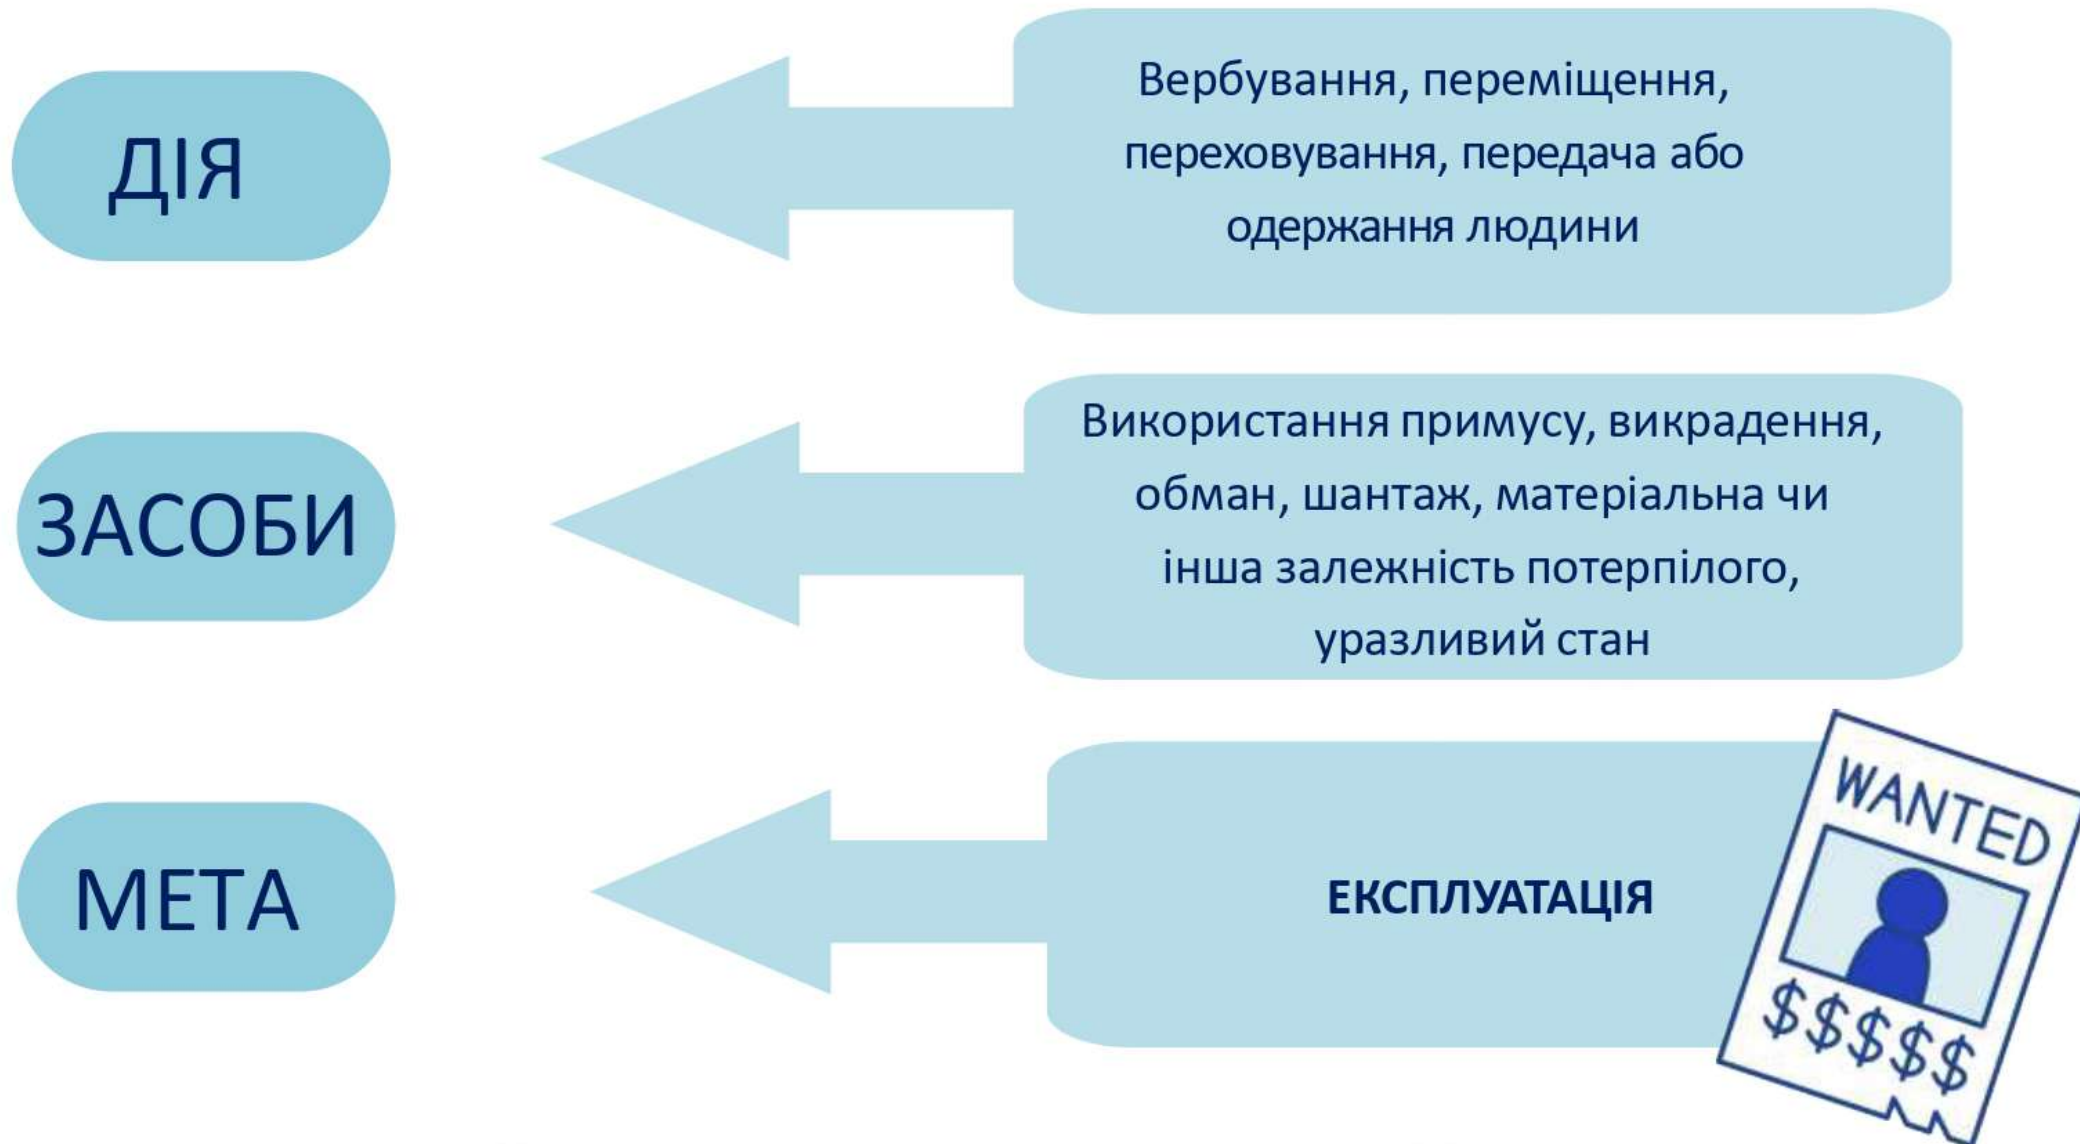 ДІЯ
Вербування, переміщення,
переховування, передача або
одержання людини
ЗАСОБИ
Використання примусу, викрадення,
обман, шантаж, матеріальна чи
інша залежність потерпілого,
уразливий стан
МЕТА
ЕКСПЛУАТАЦІЯ
WANTED
$$$$$